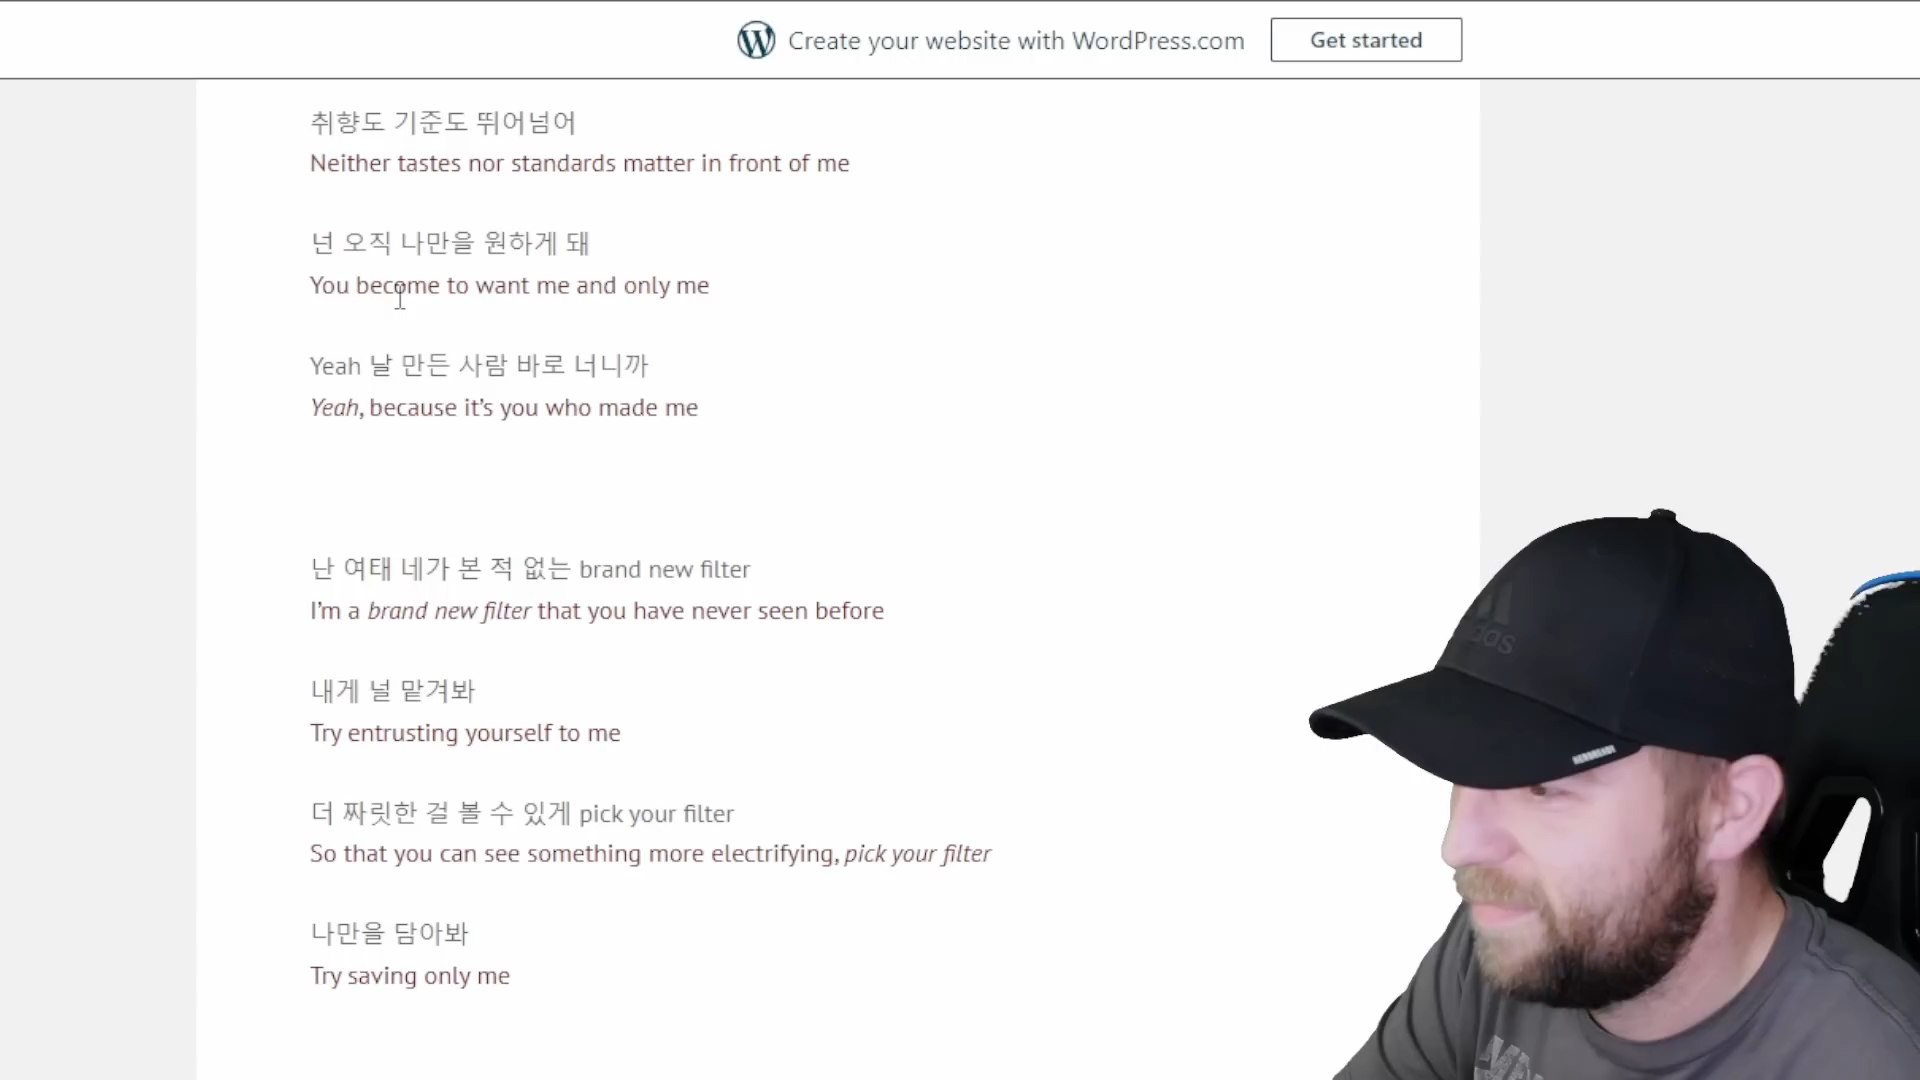 Create your website with WordPress.com
Get started
취향도 기준도 뛰어넘어
Neither tastes nor standards matter in front of me
넌 오직 나만을 원하게 돼
You become to want me and only me
Yeah 날 만든 사람 바로 너니까
Yeah, because it’s you who made me
난 여태 네가 본 적 없는 brand new filter
I’m a brand new filter that you have never seen before
내게 널 맡겨봐
Try entrusting yourself to me
더 짜릿한 걸 볼 수 있게 pick your filter
So that you can see something more electrifying, pick your filter
나만을 담아봐
Try saving only me
AEROREADY